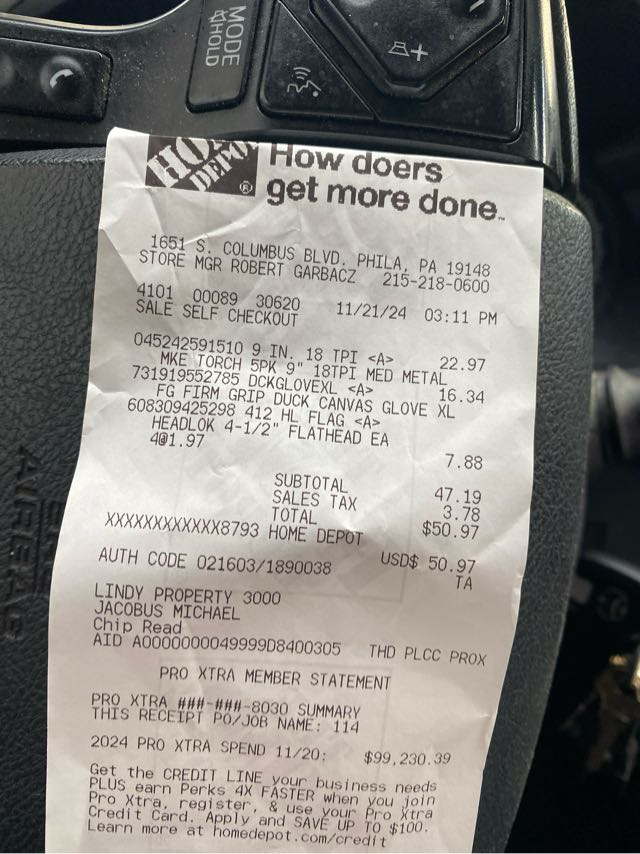 MODE
HOLD
THE HOME DEPOT
®
How doers
get more done™
1651 S. COLUMBUS BLVD. PHILA, PA 19148
STORE MGR ROBERT GARBACZ 215-218-0600
4101 00089 30620 11/21/24 03:11 PM
SALE SELF CHECKOUT
045242591510 9 IN. 18 TPI <A> 22.97
MKE TORCH 5PK 9" 18TPI MED METAL
731919552785 DCKGLOVEXL <A> 16.34
FG FIRM GRIP DUCK CANVAS GLOVE XL
608309425298 412 HL FLAG <A>
HEADLOK 4-1/2" FLATHEAD EA
4@1.97 7.88
SUBTOTAL 47.19
SALES TAX 3.78
TOTAL $50.97
XXXXXXXXXXXX8793 HOME DEPOT
USD$ 50.97
AUTH CODE 021603/1890038 TA
LINDY PROPERTY 3000
JACOBUS MICHAEL
Chip Read
AID A0000000049999D8400305 THD PLCC PROX
PRO XTRA MEMBER STATEMENT
PRO XTRA ###-###-8030 SUMMARY
THIS RECEIPT PO/JOB NAME: 114
2024 PRO XTRA SPEND 11/20: $99,230.39
Get the CREDIT LINE your business needs
PLUS earn Perks 4X FASTER when you join
Pro Xtra, register, & use your Pro Xtra
Credit Card. Apply and SAVE UP TO $100.
Learn more at homedepot.com/credit
AIRBAG